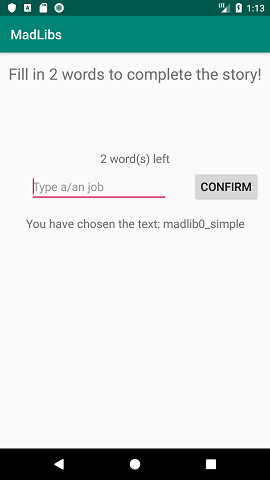 1:13
MadLibs
Fill in 2 words to complete the story!
2 word(s) left
Type a/an job
CONFIRM
You have chosen the text: madlib0_simple